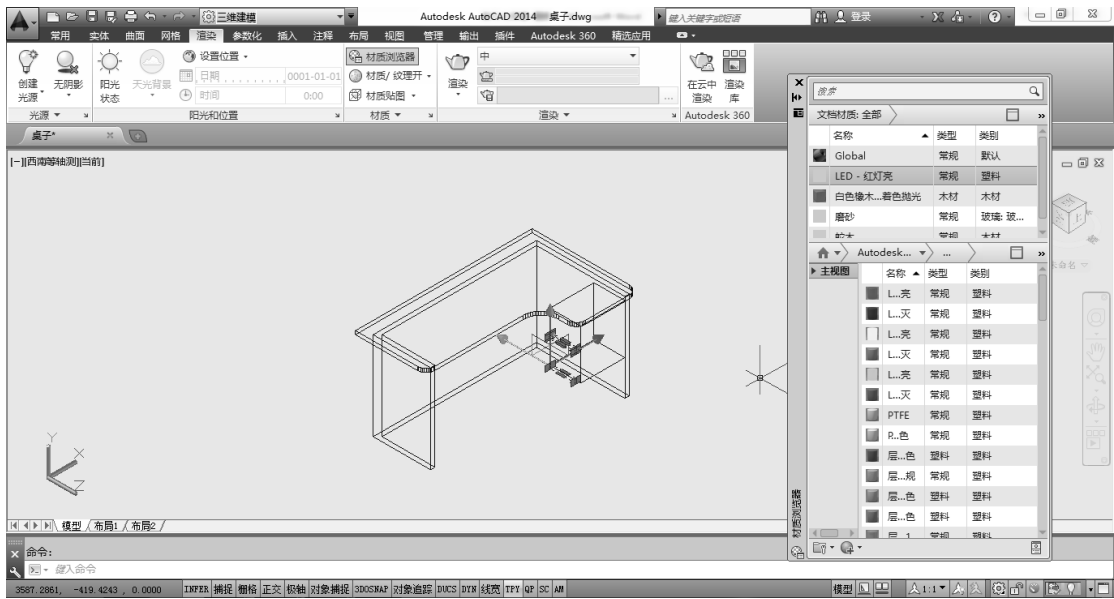 三维建模
Autodesk AutoCAD 2014 桌子.dwg
键入关键字或短语
登录
常用 实体 曲面 网格 渲染 参数化 插入 注释 布局 视图 管理 输出 插件 Autodesk 360 精选应用
创建光源
无阴影
阳光状态
天光背景
设置位置
日期 0001-01-01
时间 0:00
材质浏览器
材质/纹理开
材质贴图
渲染
中
在云中渲染
渲染库
光源 阳光和位置 材质 渲染 Autodesk 360
桌子*
[-][西南等轴测][当前]
搜索
文档材质: 全部
名称 类型 类别
Global 常规 默认
LED - 红灯亮 常规 塑料
白色橡木...着色抛光 木材 木材
磨砂 常规 玻璃: 玻...
Autodesk... ...
主视图
名称 类型 类别
L...亮 常规 塑料
L...灭 常规 塑料
L...亮 常规 塑料
L...灭 常规 塑料
L...亮 常规 塑料
L...灭 常规 塑料
PTFE 常规 塑料
R...色 常规 塑料
层...色 塑料 塑料
层...规 常规 塑料
层...色 塑料 塑料
层...色 塑料 塑料
材质浏览器
未命名
Y
X
Z
模型 布局1 布局2
命令:
键入命令
3587.2861, -419.4243 , 0.0000 INFER 捕捉 栅格 正交 极轴 对象捕捉 3DOSNAP 对象追踪 DUCS DYN 线宽 TPY QP SC AM
模型 1:1